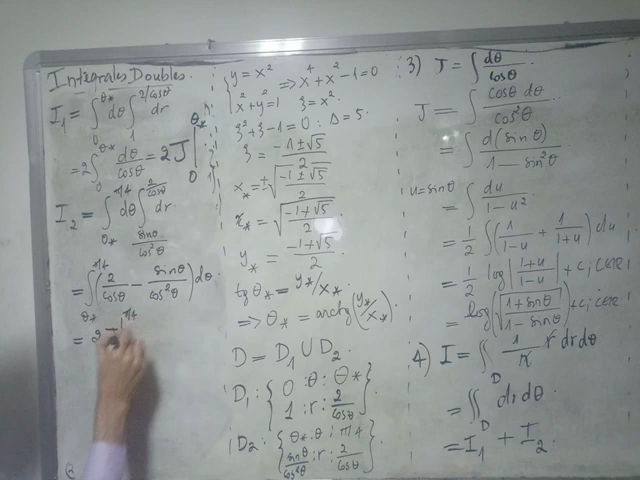 Integrales Doubles.
I₁ = ∫₀^θ* dθ ∫₁^2/cosθ dr
= 2 ∫₀^θ* dθ/cosθ = 2 J |₀^θ*
I₂ = ∫_θ*^π/4 dθ ∫_sinθ/cos²θ^2/cosθ dr.
= ∫_θ*^π/4 (2/cosθ - sinθ/cos²θ) dθ.
= 2
y = x² ⇒ x⁴ + x² - 1 = 0
x² + y² = 1 ξ = x².
ξ² + ξ - 1 = 0 : Δ = 5.
ξ = (-1 ± √5)/2
x* = ± √((-1 ± √5)/2)
x* = √((-1 + √5)/2).
y* = (-1 + √5)/2.
tg θ* = y*/x*
⇒ θ* = arctg(y*/x*).
D = D₁ ∪ D₂.
D₁ : { 0 : θ : θ*
1 : r : 2/cosθ }
D₂ : { θ* : θ : π/4
sinθ/cos²θ : r : 2/cosθ }
3) J = ∫ dθ/cosθ
J = ∫ cosθ dθ/cos²θ
= ∫ d(sinθ)/(1 - sin²θ)
u = sinθ = ∫ du/(1 - u²)
= 1/2 ∫ (1/(1-u) + 1/(1+u)) du
= 1/2 log|(1+u)/(1-u)| + c; c∈ℝ
= log(√((1+sinθ)/(1-sinθ))) + c; c∈ℝ
4) I = ∬_D 1/r r dr dθ
= ∬_D dr dθ
= I₁ + I₂.